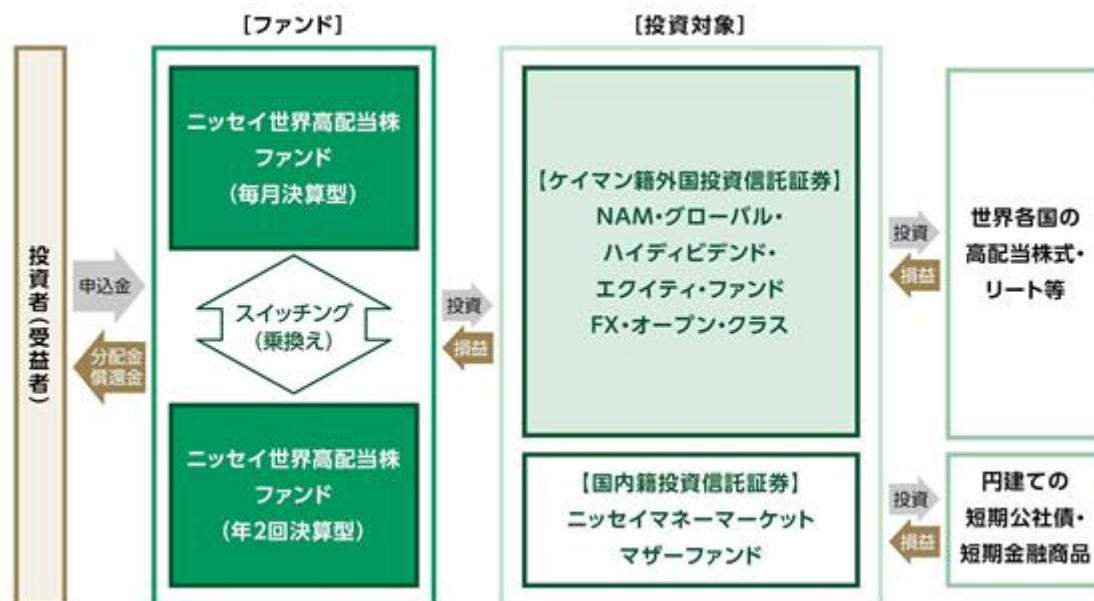 [ファンド]
[投資対象]
投資者(受益者)
申込金
分配金
償還金
ニッセイ世界高配当株
ファンド
(毎月決算型)
スイッチング
(乗換え)
ニッセイ世界高配当株
ファンド
(年2回決算型)
投資
損益
【ケイマン籍外国投資信託証券】
NAM・グローバル・
ハイディビデンド・
エクイティ・ファンド
FX・オープン・クラス
【国内籍投資信託証券】
ニッセイマネーマーケット
マザーファンド
投資
損益
世界各国の
高配当株式・
リート等
投資
損益
円建ての
短期公社債・
短期金融商品